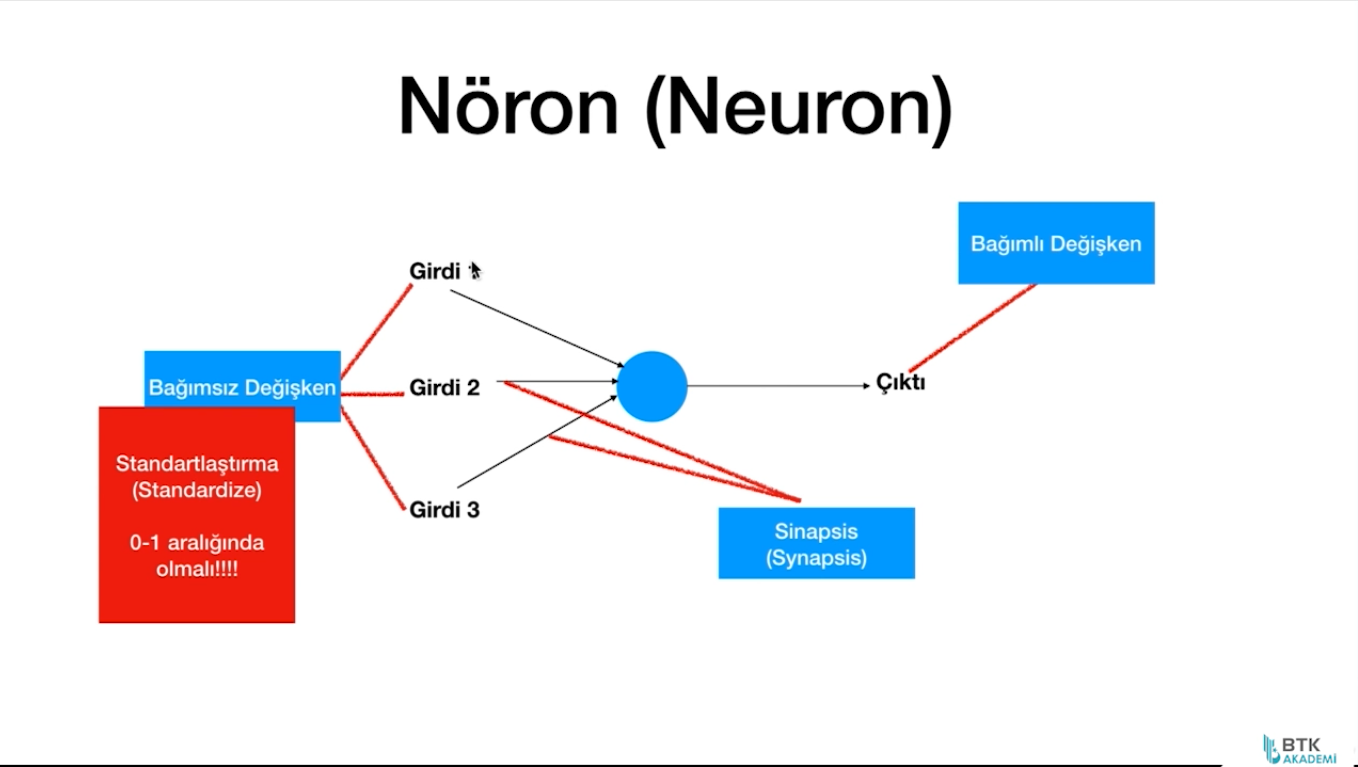 Nöron (Neuron)
Bağımlı Değişken
Girdi
Bağımsız Değişken
Girdi 2
Çıktı
Standartlaştırma
(Standardize)
0-1 aralığında
olmalı!!!!
Girdi 3
Sinapsis
(Synapsis)
BTK
AKADEMİ